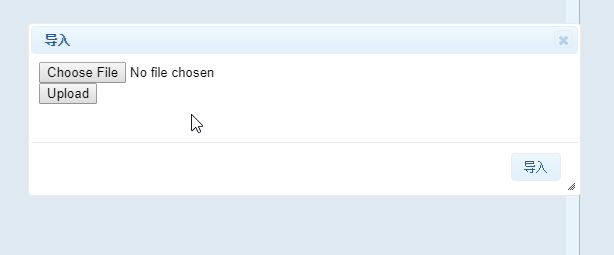 导入
Choose File No file chosen
Upload
导入